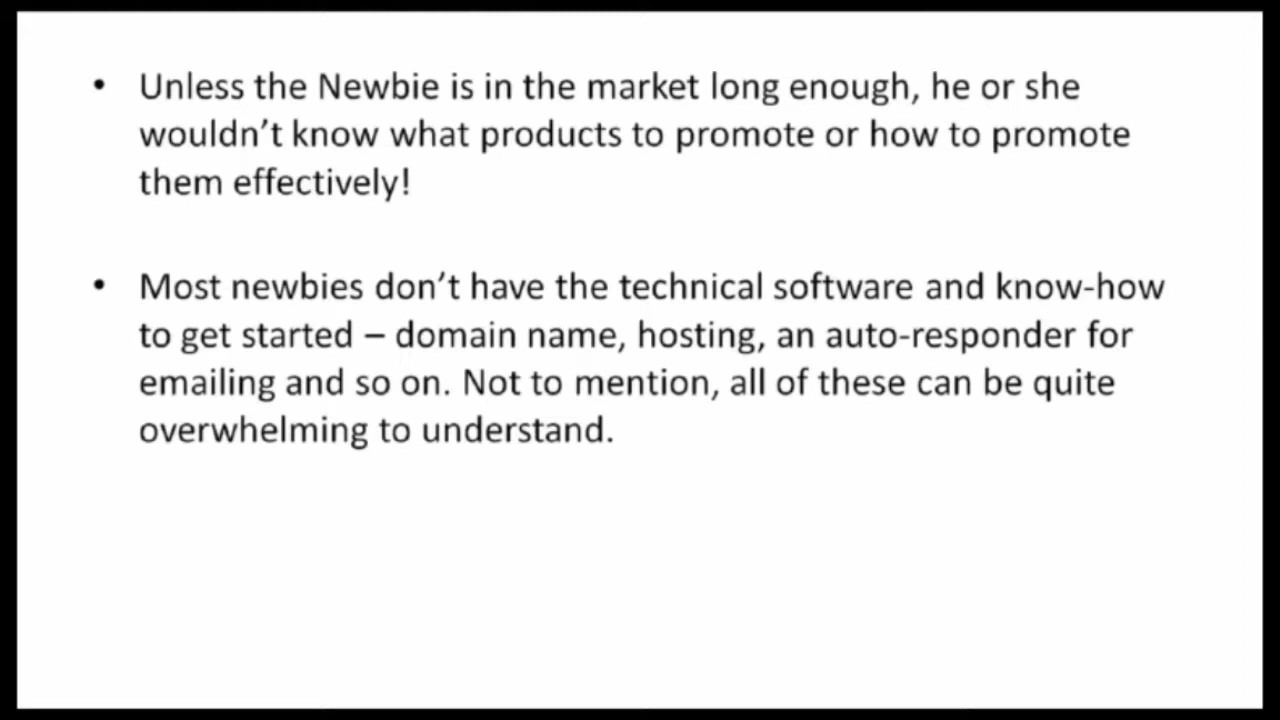 • Unless the Newbie is in the market long enough, he or she
wouldn’t know what products to promote or how to promote
them effectively!
• Most newbies don’t have the technical software and know-how
to get started – domain name, hosting, an auto-responder for
emailing and so on. Not to mention, all of these can be quite
overwhelming to understand.